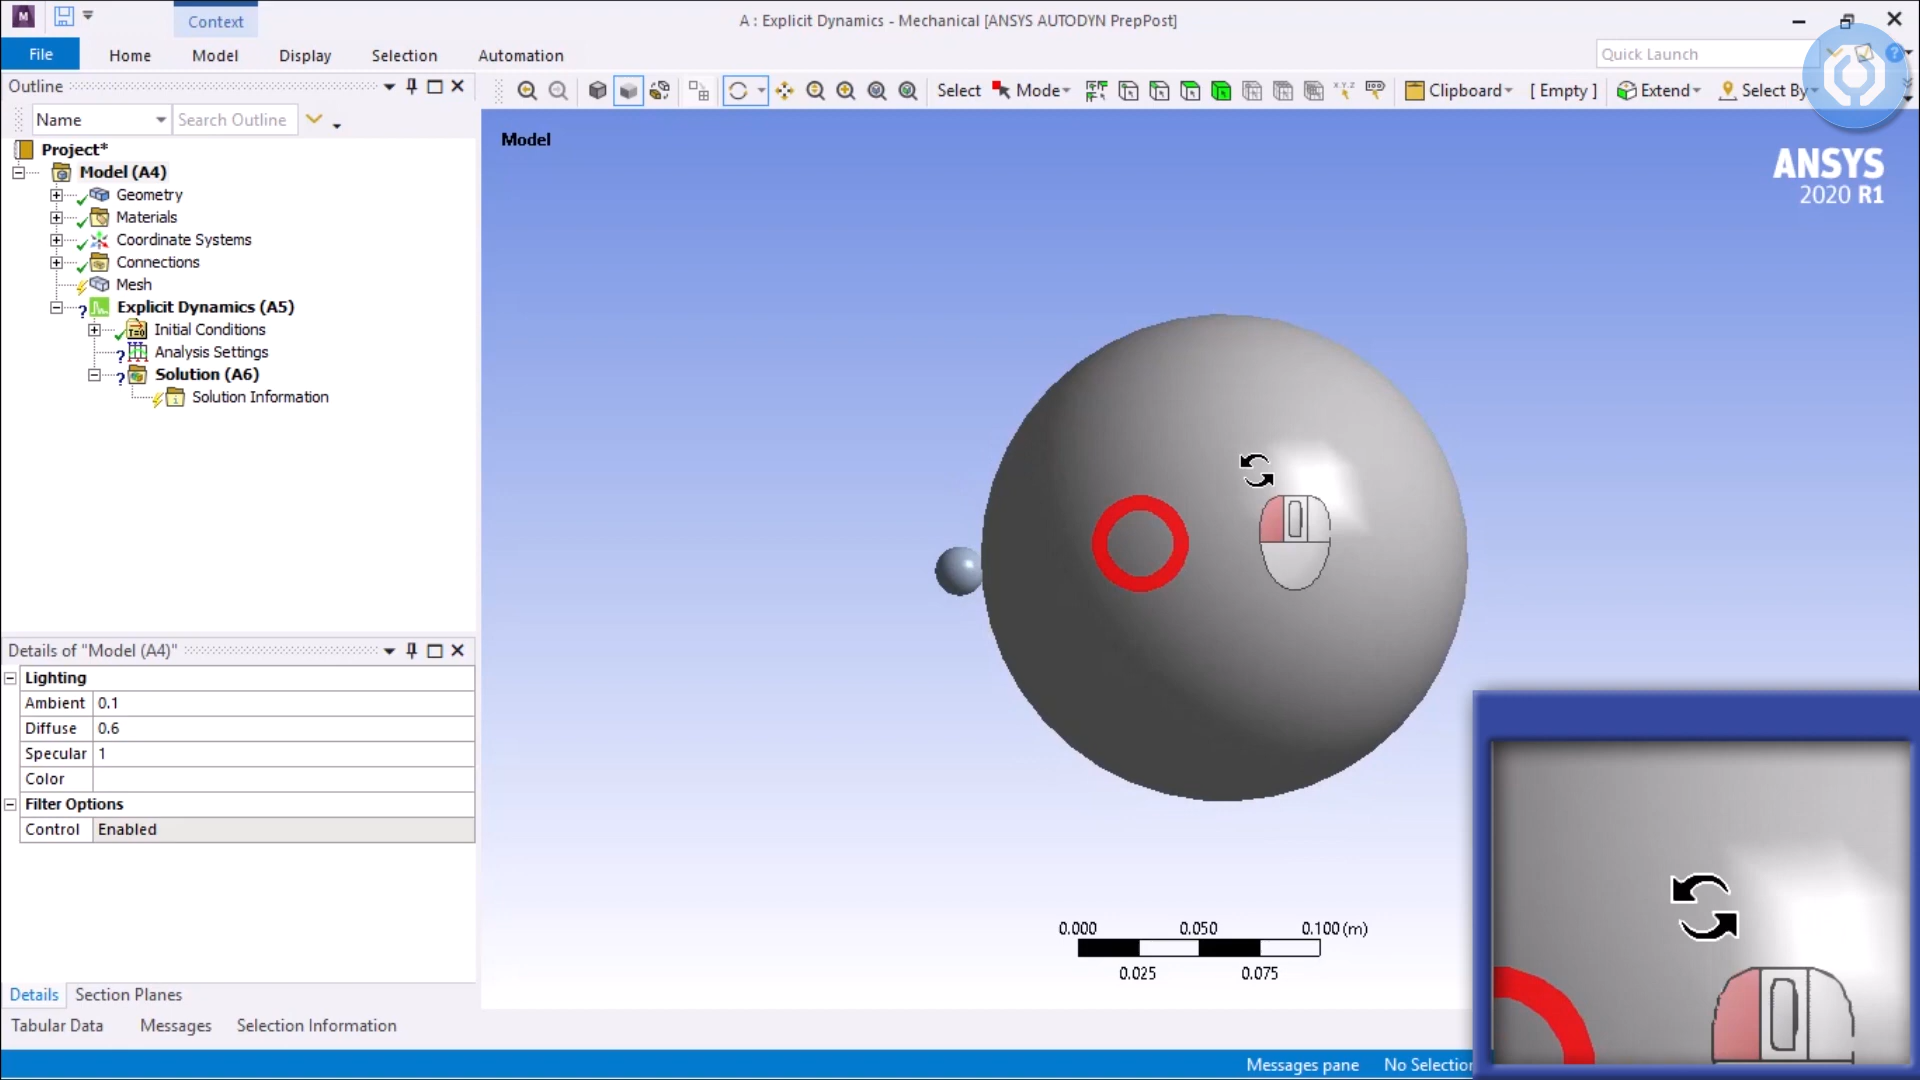 M
Context
A : Explicit Dynamics - Mechanical [ANSYS AUTODYN PrepPost]
File
Home
Model
Display
Selection
Automation
Quick Launch
Outline
Select
Mode
Clipboard
[ Empty ]
Extend
Select By
Name
Search Outline
Model
ANSYS
2020 R1
Project*
Model (A4)
Geometry
Materials
Coordinate Systems
Connections
Mesh
Explicit Dynamics (A5)
Initial Conditions
Analysis Settings
Solution (A6)
Solution Information
Details of "Model (A4)"
Lighting
Ambient 0.1
Diffuse 0.6
Specular 1
Color
Filter Options
Control Enabled
0.000 0.050 0.100 (m)
0.025 0.075
Details
Section Planes
Tabular Data
Messages
Selection Information
Messages pane
No Selection